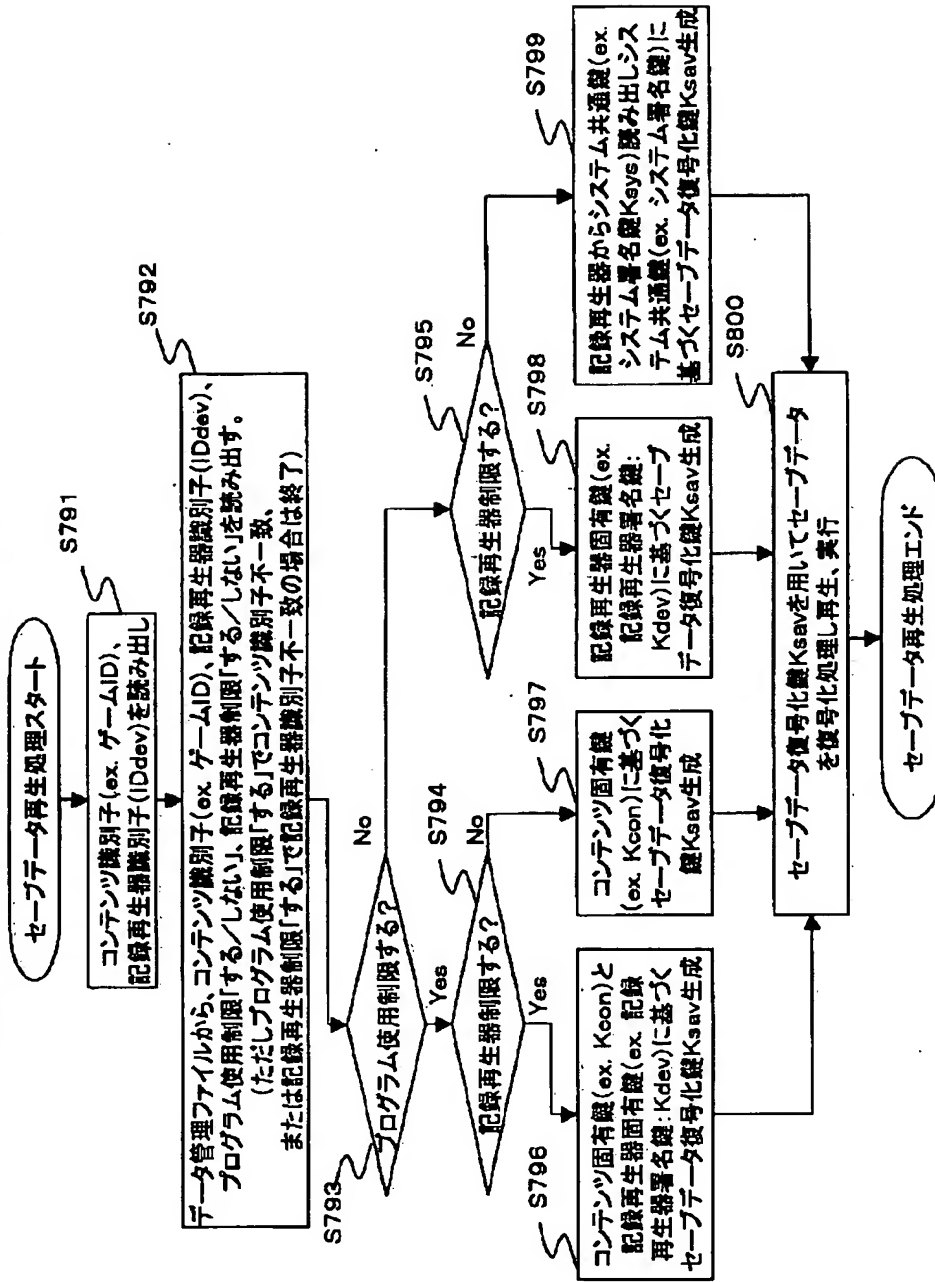 セーブデータ再生処理スタート
S791
コンテンツ識別子(ex. ゲームID)、
記録再生器識別子(IDdev)を読み出し
S792
データ管理ファイルから、コンテンツ識別子(ex. ゲームID)、記録再生器識別子(IDdev)、
プログラム使用制限「する/しない」、記録再生器制限「する/しない」を読み出す。
(ただしプログラム使用制限「する」でコンテンツ識別子不一致、
または記録再生器制限「する」で記録再生器識別子不一致の場合は終了)
S793
プログラム使用制限する?
No
Yes
S794
記録再生器制限する?
No
Yes
S795
記録再生器制限する?
No
Yes
S796
コンテンツ固有鍵(ex. Kcon)と
記録再生器固有鍵(ex. 記録
再生器署名鍵:Kdev)に基づく
セーブデータ復号化鍵Ksav生成
S797
コンテンツ固有鍵
(ex. Kcon)に基づく
セーブデータ復号化
鍵Ksav生成
S798
記録再生器固有鍵(ex.
記録再生器署名鍵:
Kdev)に基づくセーブ
データ復号化鍵Ksav生成
S799
記録再生器からシステム共通鍵(ex.
システム署名鍵Ksys)読み出しシス
テム共通鍵(ex. システム署名鍵)に
基づくセーブデータ復号化鍵Ksav生成
S800
セーブデータ復号化鍵Ksavを用いてセーブデータ
を復号化処理し再生、実行
セーブデータ再生処理エンド